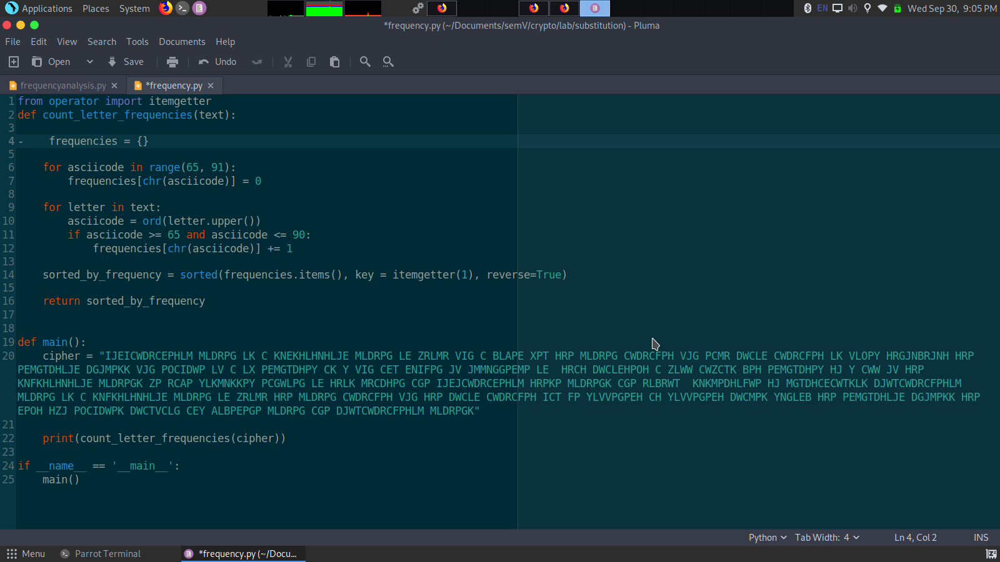 Applications Places System EN Wed Sep 30, 9:05 PM
*frequency.py (~/Documents/semV/crypto/lab/substitution) - Pluma
File Edit View Search Tools Documents Help
Open Save Undo
frequencyanalysis.py *frequency.py
1 from operator import itemgetter
2 def count_letter_frequencies(text):
3
4 - frequencies = {}
5
6 for asciicode in range(65, 91):
7 frequencies[chr(asciicode)] = 0
8
9 for letter in text:
10 asciicode = ord(letter.upper())
11 if asciicode >= 65 and asciicode <= 90:
12 frequencies[chr(asciicode)] += 1
13
14 sorted_by_frequency = sorted(frequencies.items(), key = itemgetter(1), reverse=True)
15
16 return sorted_by_frequency
17
18
19 def main():
20 cipher = "IJEICWDRCEPHLM MLDRPG LK C KNEKHLHNHLJE MLDRPG LE ZRLMR VIG C BLAPE XPT HRP MLDRPG CWDRCFPH VJG PCMR DWCLE CWDRCFPH LK VLOPY HRGJNBRJNH HRP
PEMGTDHLJE DGJMPKK VJG POCIDWP LV C LX PEMGTDHPY CK Y VIG CET ENIFPG JV JMMNGGPEMP LE  HRCH DWCLEHPOH C ZLWW CWZCTK BPH PEMGTDHPY HJ Y CWW JV HRP
KNFKHLHNHLJE MLDRPGK ZP RCAP YLKMNKKPY PCGWLPG LE HRLK MRCDHPG CGP IJEJCWDRCEPHLM HRPKP MLDRPGK CGP RLBRWT  KNKMPDHLFWP HJ MGTDHCECWTKLK DJWTCWDRCFPHLM
MLDRPG LK C KNFKHLHNHLJE MLDRPG LE ZRLMR HRP MLDRPG CWDRCFPH VJG HRP DWCLE CWDRCFPH ICT FP YLVVPGPEH CH YLVVPGPEH DWCMPK YNGLEB HRP PEMGTDHLJE DGJMPKK HRP
EPOH HZJ POCIDWPK DWCTVCLG CEY ALBPEPGP MLDRPG CGP DJWTCWDRCFPHLM MLDRPGK"
21
22 print(count_letter_frequencies(cipher))
23
24 if __name__ == '__main__':
25 main()
Python Tab Width: 4 Ln 4, Col 2 INS
Menu Parrot Terminal *frequency.py (~/Docu...